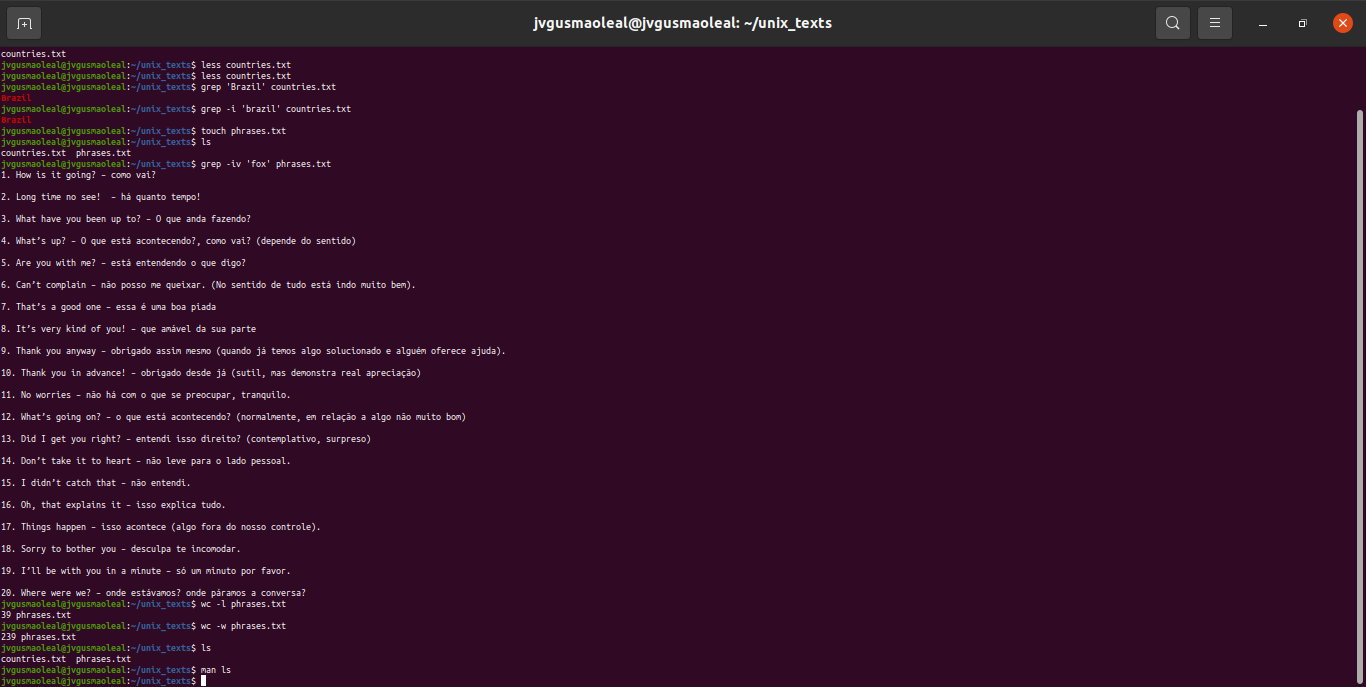 jvgusmaoleal@jvgusmaoleal: ~/unix_texts
countries.txt
jvgusmaoleal@jvgusmaoleal:~/unix_texts$ less countries.txt
jvgusmaoleal@jvgusmaoleal:~/unix_texts$ less countries.txt
jvgusmaoleal@jvgusmaoleal:~/unix_texts$ grep 'Brazil' countries.txt
Brazil
jvgusmaoleal@jvgusmaoleal:~/unix_texts$ grep -i 'brazil' countries.txt
Brazil
jvgusmaoleal@jvgusmaoleal:~/unix_texts$ touch phrases.txt
jvgusmaoleal@jvgusmaoleal:~/unix_texts$ ls
countries.txt  phrases.txt
jvgusmaoleal@jvgusmaoleal:~/unix_texts$ grep -iv 'fox' phrases.txt
1. How is it going? – como vai?
2. Long time no see!  – há quanto tempo!
3. What have you been up to? – O que anda fazendo?
4. What’s up? – O que está acontecendo?, como vai? (depende do sentido)
5. Are you with me? – está entendendo o que digo?
6. Can’t complain – não posso me queixar. (No sentido de tudo está indo muito bem).
7. That’s a good one – essa é uma boa piada
8. It’s very kind of you! – que amável da sua parte
9. Thank you anyway – obrigado assim mesmo (quando já temos algo solucionado e alguém oferece ajuda).
10. Thank you in advance! – obrigado desde já (sutil, mas demonstra real apreciação)
11. No worries – não há com o que se preocupar, tranquilo.
12. What’s going on? – o que está acontecendo? (normalmente, em relação a algo não muito bom)
13. Did I get you right? – entendi isso direito? (contemplativo, surpreso)
14. Don’t take it to heart – não leve para o lado pessoal.
15. I didn’t catch that – não entendi.
16. Oh, that explains it – isso explica tudo.
17. Things happen – isso acontece (algo fora do nosso controle).
18. Sorry to bother you – desculpa te incomodar.
19. I’ll be with you in a minute – só um minuto por favor.
20. Where were we? – onde estávamos? onde páramos a conversa?
jvgusmaoleal@jvgusmaoleal:~/unix_texts$ wc -l phrases.txt
39 phrases.txt
jvgusmaoleal@jvgusmaoleal:~/unix_texts$ wc -w phrases.txt
239 phrases.txt
jvgusmaoleal@jvgusmaoleal:~/unix_texts$ ls
countries.txt  phrases.txt
jvgusmaoleal@jvgusmaoleal:~/unix_texts$ man ls
jvgusmaoleal@jvgusmaoleal:~/unix_texts$